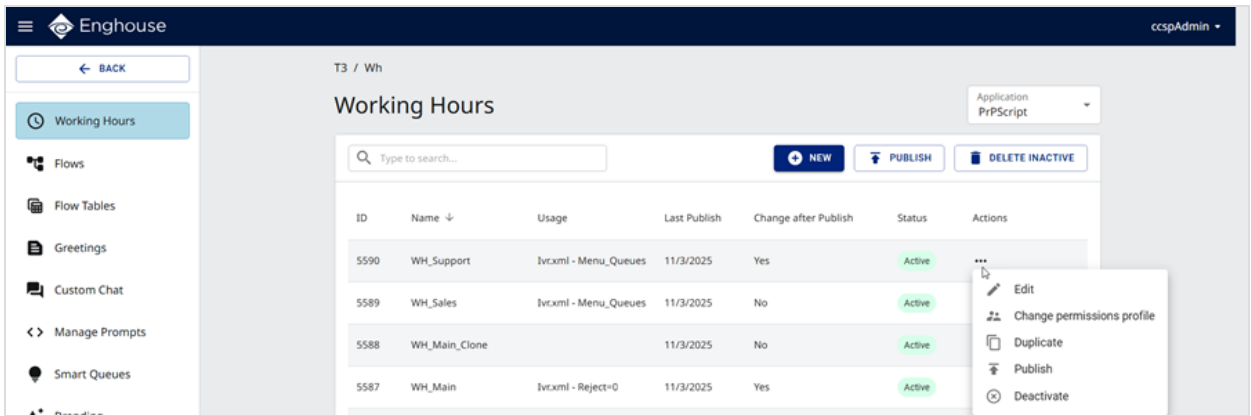 Enghouse
ccspAdmin
BACK
T3 / Wh
Working Hours
Application
PrPScript
Working Hours
Flows
Flow Tables
Greetings
Custom Chat
Manage Prompts
Smart Queues
Type to search...
NEW
PUBLISH
DELETE INACTIVE
ID Name Usage Last Publish Change after Publish Status Actions
5590 WH_Support Ivr.xml - Menu_Queues 11/3/2025 Yes Active
5589 WH_Sales Ivr.xml - Menu_Queues 11/3/2025 No Active
5588 WH_Main_Clone 11/3/2025 No Active
5587 WH_Main Ivr.xml - Reject=0 11/3/2025 Yes Active
Edit
Change permissions profile
Duplicate
Publish
Deactivate